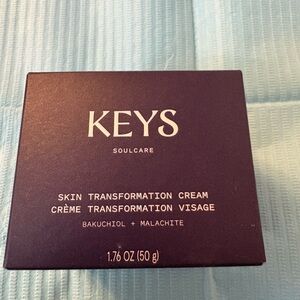 KEYS
SOULCARE
SKIN TRANSFORMATION CREAM
CRÈME TRANSFORMATION VISAGE
BAKUCHIOL + MALACHITE
1.76 OZ (50 g)